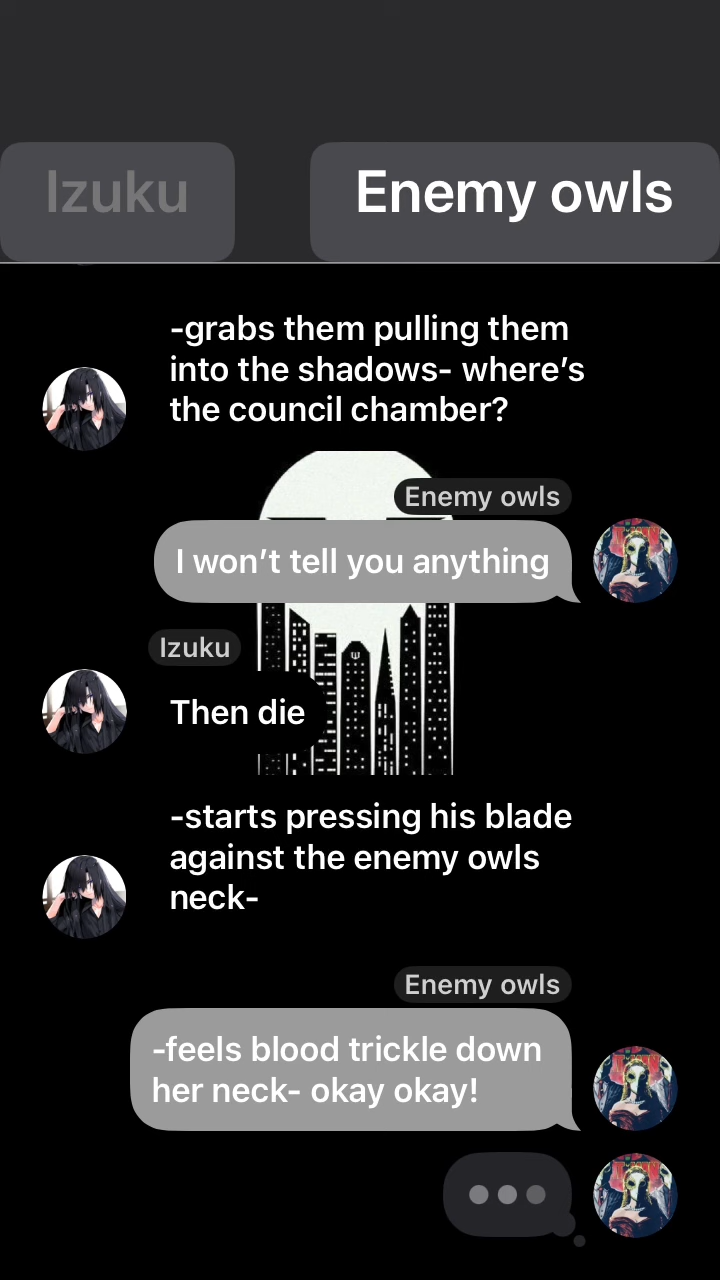 Izuku
Enemy owls
-grabs them pulling them
into the shadows- where’s
the council chamber?
Enemy owls
I won’t tell you anything
Izuku
Then die
-starts pressing his blade
against the enemy owls
neck-
Enemy owls
-feels blood trickle down
her neck- okay okay!